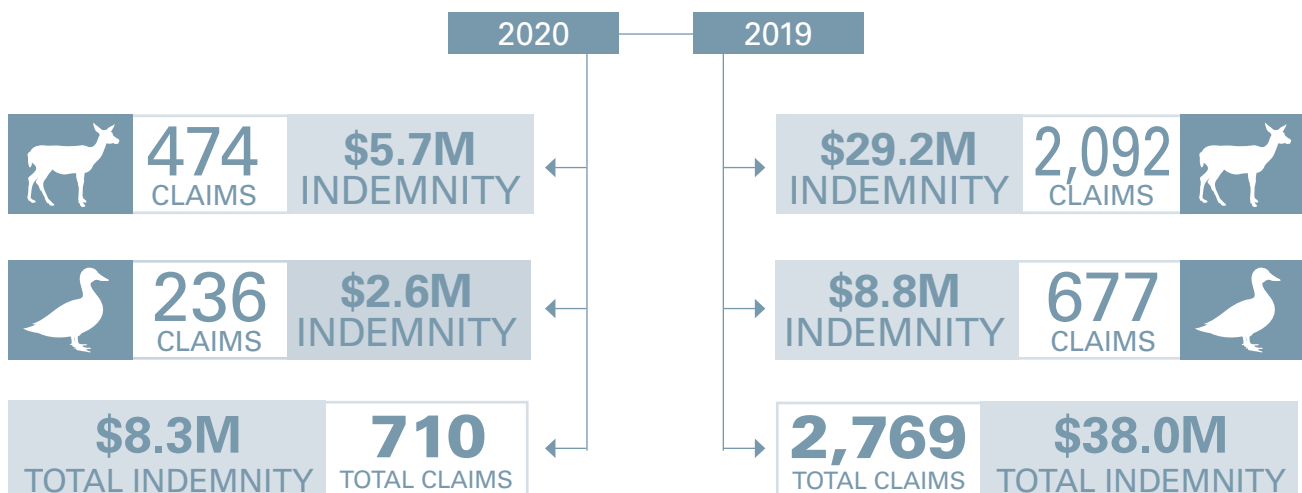 2020
2019
474
CLAIMS
$5.7M
INDEMNITY
$29.2M
INDEMNITY
2,092
CLAIMS
236
CLAIMS
$2.6M
INDEMNITY
$8.8M
INDEMNITY
677
CLAIMS
$8.3M
TOTAL INDEMNITY
710
TOTAL CLAIMS
2,769
TOTAL CLAIMS
$38.0M
TOTAL INDEMNITY